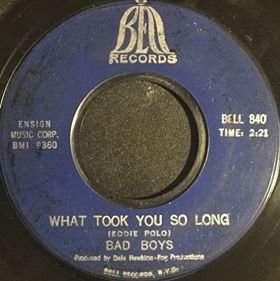 BELL
RECORDS
ENSIGN
MUSIC CORP.
BMI 9360
BELL 840
TIME: 2:21
WHAT TOOK YOU SO LONG
(EDDIE POLO)
BAD BOYS
Produced by Dale Hawkins-Fog Productions
BELL RECORDS, N.Y.C.